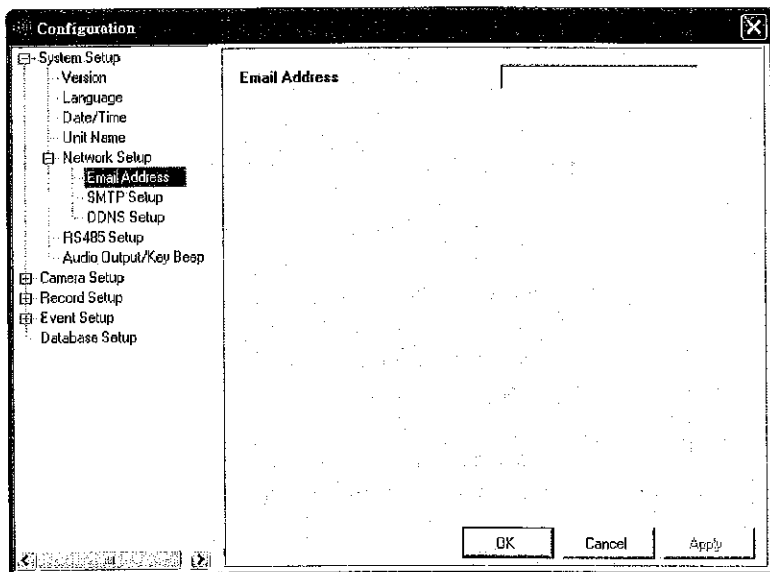 Configuration
System Setup
Version
Language
Date/Time
Unit Name
Network Setup
Email Address
SMTP Setup
DDNS Setup
RS485 Setup
Audio Output/Key Beep
Camera Setup
Record Setup
Event Setup
Database Setup
Email Address
OK
Cancel
Apply